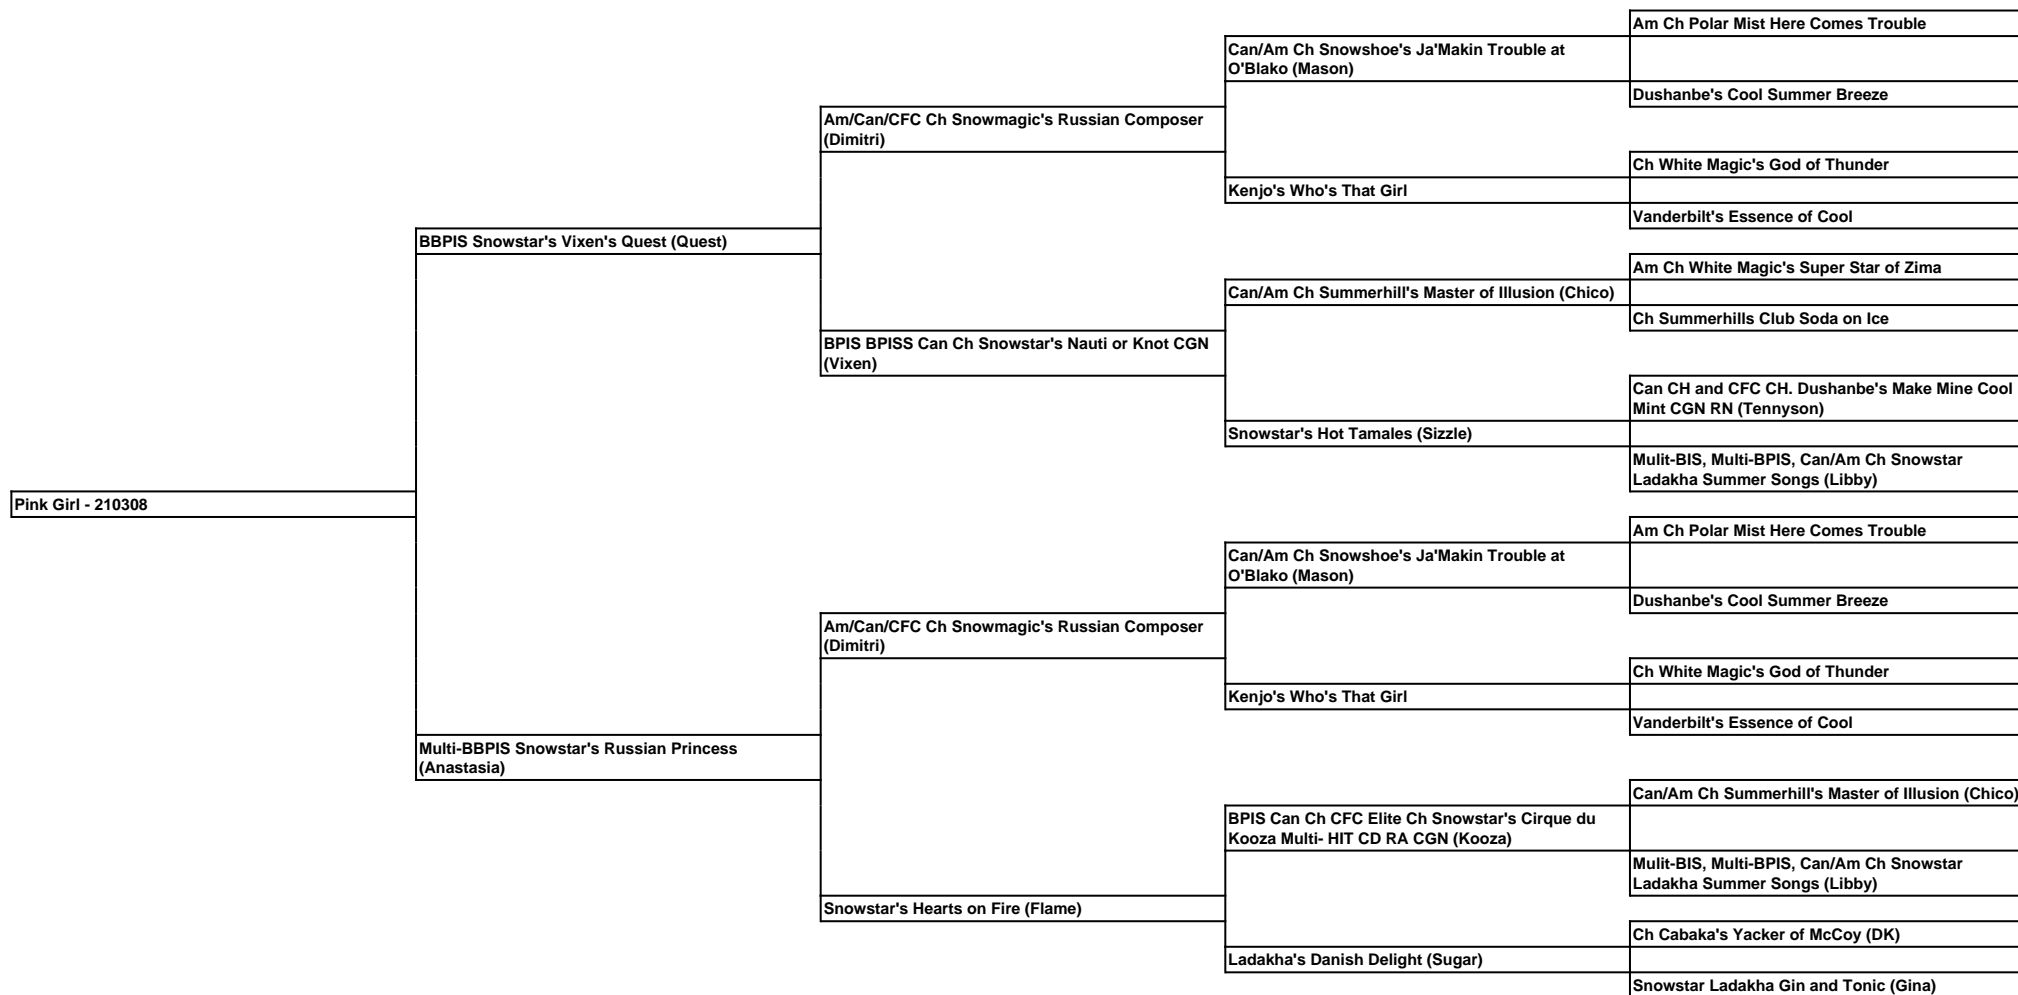 Am Ch Polar Mist Here Comes Trouble
Can/Am Ch Snowshoe's Ja'Makin Trouble at
O'Blako (Mason)
Dushanbe's Cool Summer Breeze
Am/Can/CFC Ch Snowmagic's Russian Composer
(Dimitri)
Ch White Magic's God of Thunder
Kenjo's Who's That Girl
Vanderbilt's Essence of Cool
BBPIS Snowstar's Vixen's Quest (Quest)
Am Ch White Magic's Super Star of Zima
Can/Am Ch Summerhill's Master of Illusion (Chico)
Ch Summerhills Club Soda on Ice
BPIS BPISS Can Ch Snowstar's Nauti or Knot CGN
(Vixen)
Can CH and CFC CH. Dushanbe's Make Mine Cool
Mint CGN RN (Tennyson)
Snowstar's Hot Tamales (Sizzle)
Mulit-BIS, Multi-BPIS, Can/Am Ch Snowstar
Ladakha Summer Songs (Libby)
Pink Girl - 210308
Am Ch Polar Mist Here Comes Trouble
Can/Am Ch Snowshoe's Ja'Makin Trouble at
O'Blako (Mason)
Dushanbe's Cool Summer Breeze
Am/Can/CFC Ch Snowmagic's Russian Composer
(Dimitri)
Ch White Magic's God of Thunder
Kenjo's Who's That Girl
Vanderbilt's Essence of Cool
Multi-BBPIS Snowstar's Russian Princess
(Anastasia)
Can/Am Ch Summerhill's Master of Illusion (Chico)
BPIS Can Ch CFC Elite Ch Snowstar's Cirque du
Kooza Multi- HIT CD RA CGN (Kooza)
Mulit-BIS, Multi-BPIS, Can/Am Ch Snowstar
Ladakha Summer Songs (Libby)
Snowstar's Hearts on Fire (Flame)
Ch Cabaka's Yacker of McCoy (DK)
Ladakha's Danish Delight (Sugar)
Snowstar Ladakha Gin and Tonic (Gina)